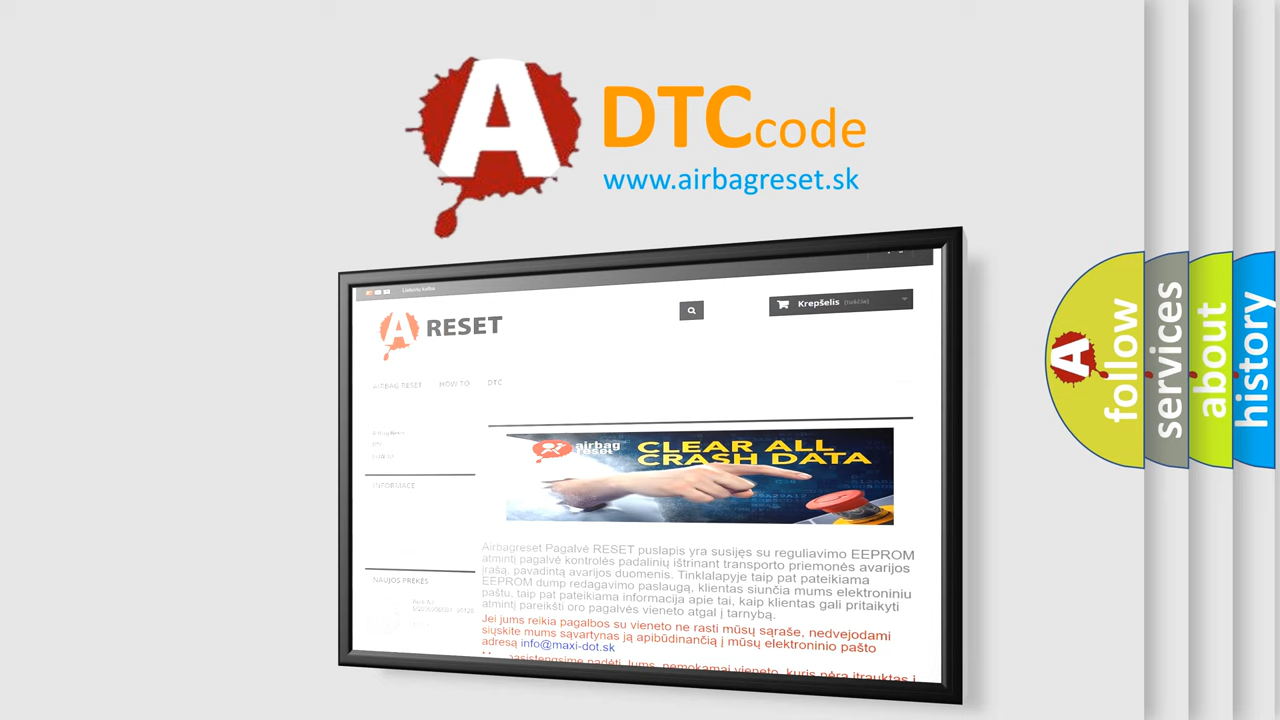 A DTCcode
www.airbagreset.sk
Lietuvių kalba
A RESET
Krepšelis (tuščia)
AIRBAG RESET HOW TO DTC
INFORMACE
airbag
reset
CLEAR ALL
CRASH DATA
Airbagreset Pagalvė RESET puslapis yra susijęs su reguliavimo EEPROM
atmintį pagalvė kontrolės padalinių ištrinant transporto priemonės avarijos
įrašą, pavadintą avarijos duomenis. Tinklalapyje taip pat pateikiama
EEPROM dump redagavimo paslaugą, klientas siunčia mums elektroniniu
paštu, taip pat pateikiama informacija apie tai, kaip klientas gali pritaikyti
atmintį pareikšti oro pagalvės vieneto atgal į tarnybą.
Jei jums reikia pagalbos su vieneto ne rasti mūsų sąraše, nedvejodami
siųskite mums sąvartynas ją apibūdinančią į mūsų elektroninio pašto
adresą info@maxi-dot.sk
NAUJOS PREKĖS
A follow
services
about
history